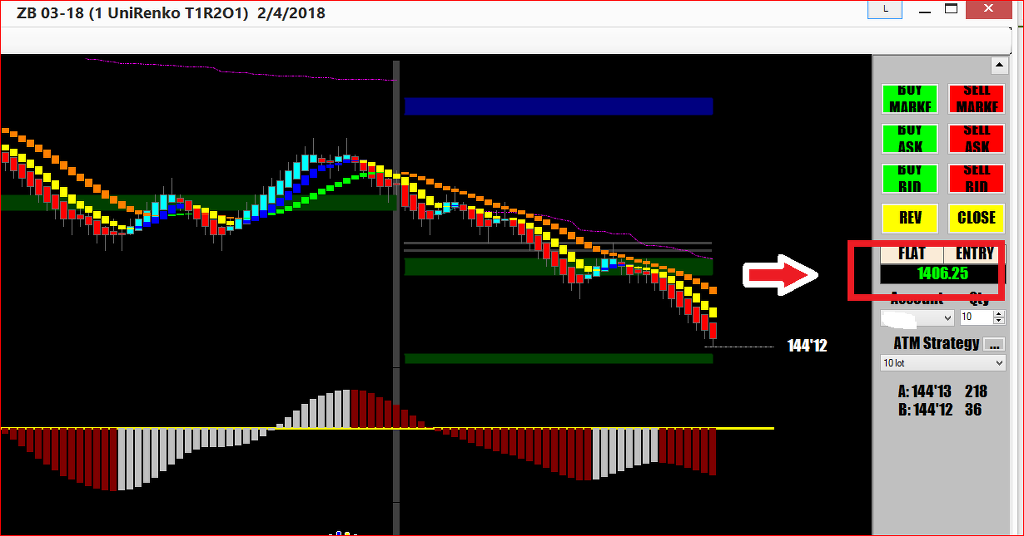 ZB 03-18 (1 UniRenko T1R2O1) 2/4/2018
L
BUY MARKE
SELL MARKE
BUY ASK
SELL ASK
BUY BID
SELL BID
REV
CLOSE
FLAT
ENTRY
1406.25
Account
Qty
10
144'12
ATM Strategy
...
10 lot
A: 144'13 218
B: 144'12 36